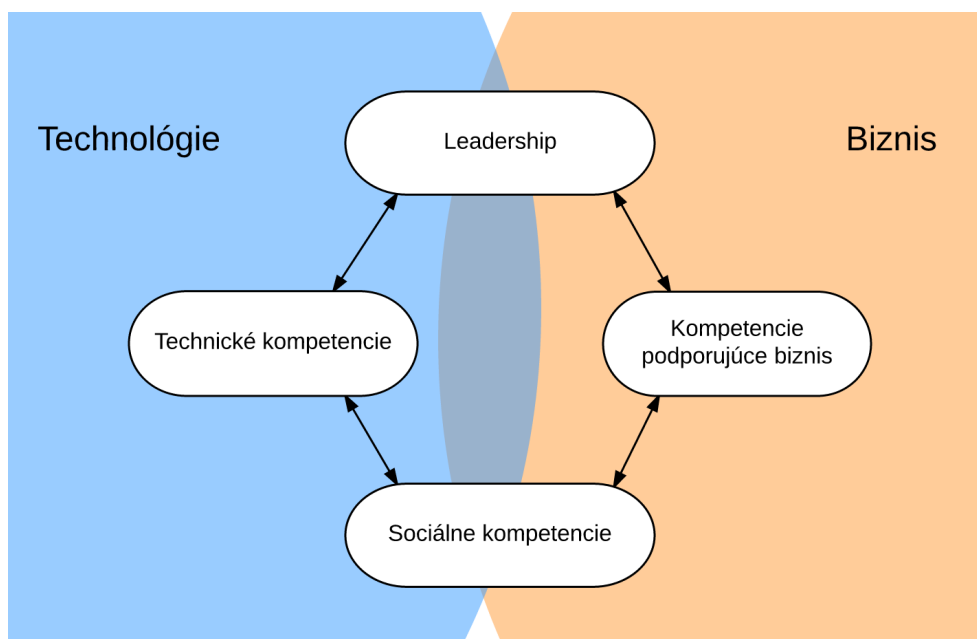 Technológie
Biznis
Leadership
Technické kompetencie
Kompetencie
podporujúce biznis
Sociálne kompetencie